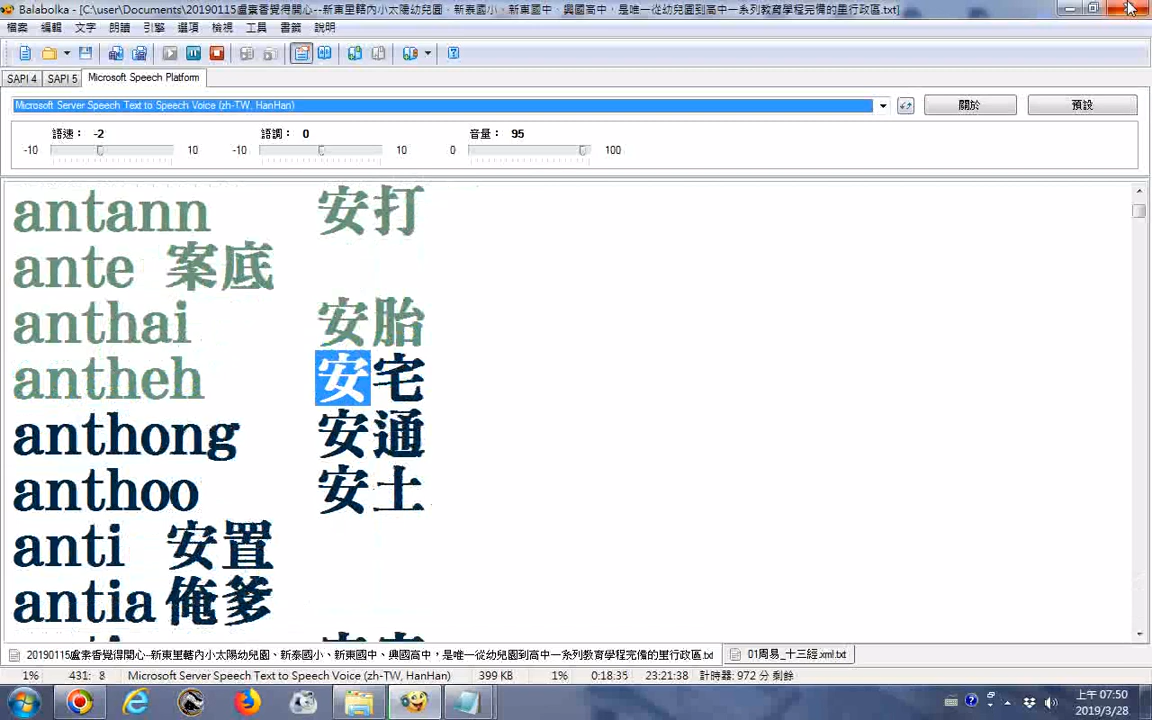 Balabolka - [C:\user\Documents\20190115盧素香覺得開心--新東里轄內小太陽幼兒園、新泰國小、新東國中、興國高中，是唯一從幼兒園到高中一系列教育學程完備的里行政區.txt]
檔案 編輯 文字 朗讀 引擎 選項 檢視 工具 書籤 說明
SAPI 4 SAPI 5 Microsoft Speech Platform
Microsoft Server Speech Text to Speech Voice (zh-TW, HanHan) 關於 預設
語速： -2 語調： 0 音量： 95
-10 10 -10 10 0 100
antann 安打
ante 案底
anthai 安胎
antheh 安宅
anthong 安通
anthoo 安土
anti 安置
antia 俺爹
20190115盧素香覺得開心--新東里轄內小太陽幼兒園、新泰國小、新東國中、興國高中，是唯一從幼兒園到高中一系列教育學程完備的里行政區.txt 01周易_十三經.xml.txt
1% 431: 8 Microsoft Server Speech Text to Speech Voice (zh-TW, HanHan) 399 KB 1% 0:18:35 23:21:38 計時器: 972 分 剩餘
上午 07:50
2019/3/28